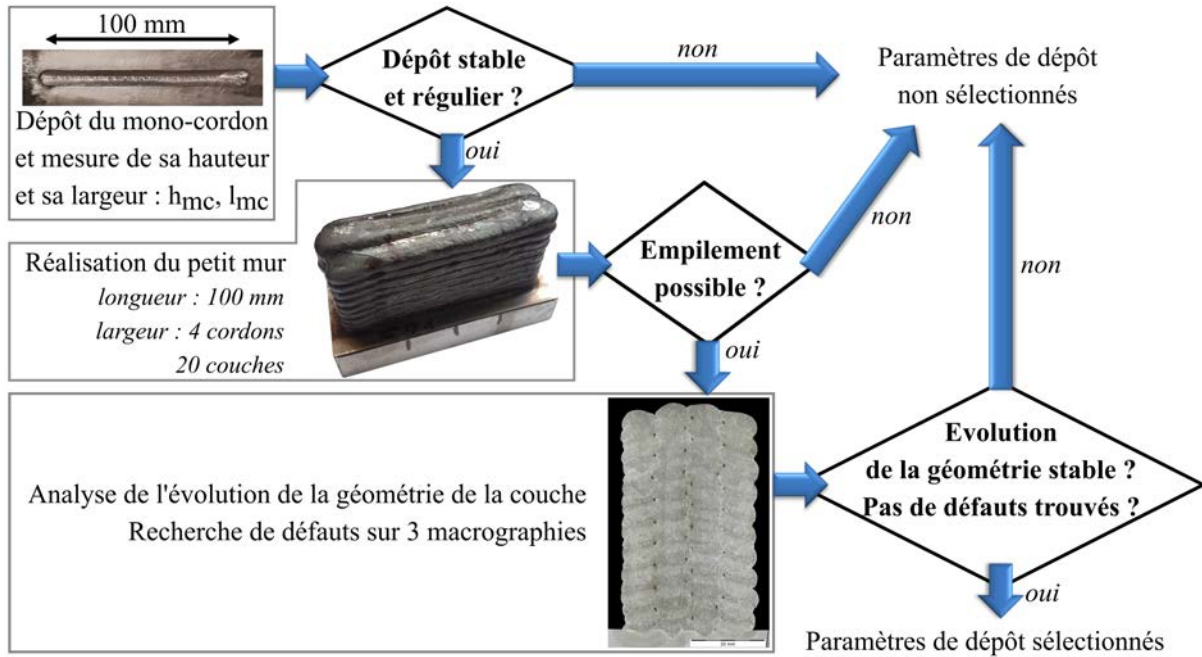 100 mm
Dépôt du mono-cordon
et mesure de sa hauteur
et sa largeur : hmc, lmc
Dépôt stable
et régulier ?
non
Paramètres de dépôt
non sélectionnés
oui
Réalisation du petit mur
longueur : 100 mm
largeur : 4 cordons
20 couches
Empilement
possible ?
non
non
oui
Analyse de l'évolution de la géométrie de la couche
Recherche de défauts sur 3 macrographies
Evolution
de la géométrie stable ?
Pas de défauts trouvés ?
oui
Paramètres de dépôt sélectionnés